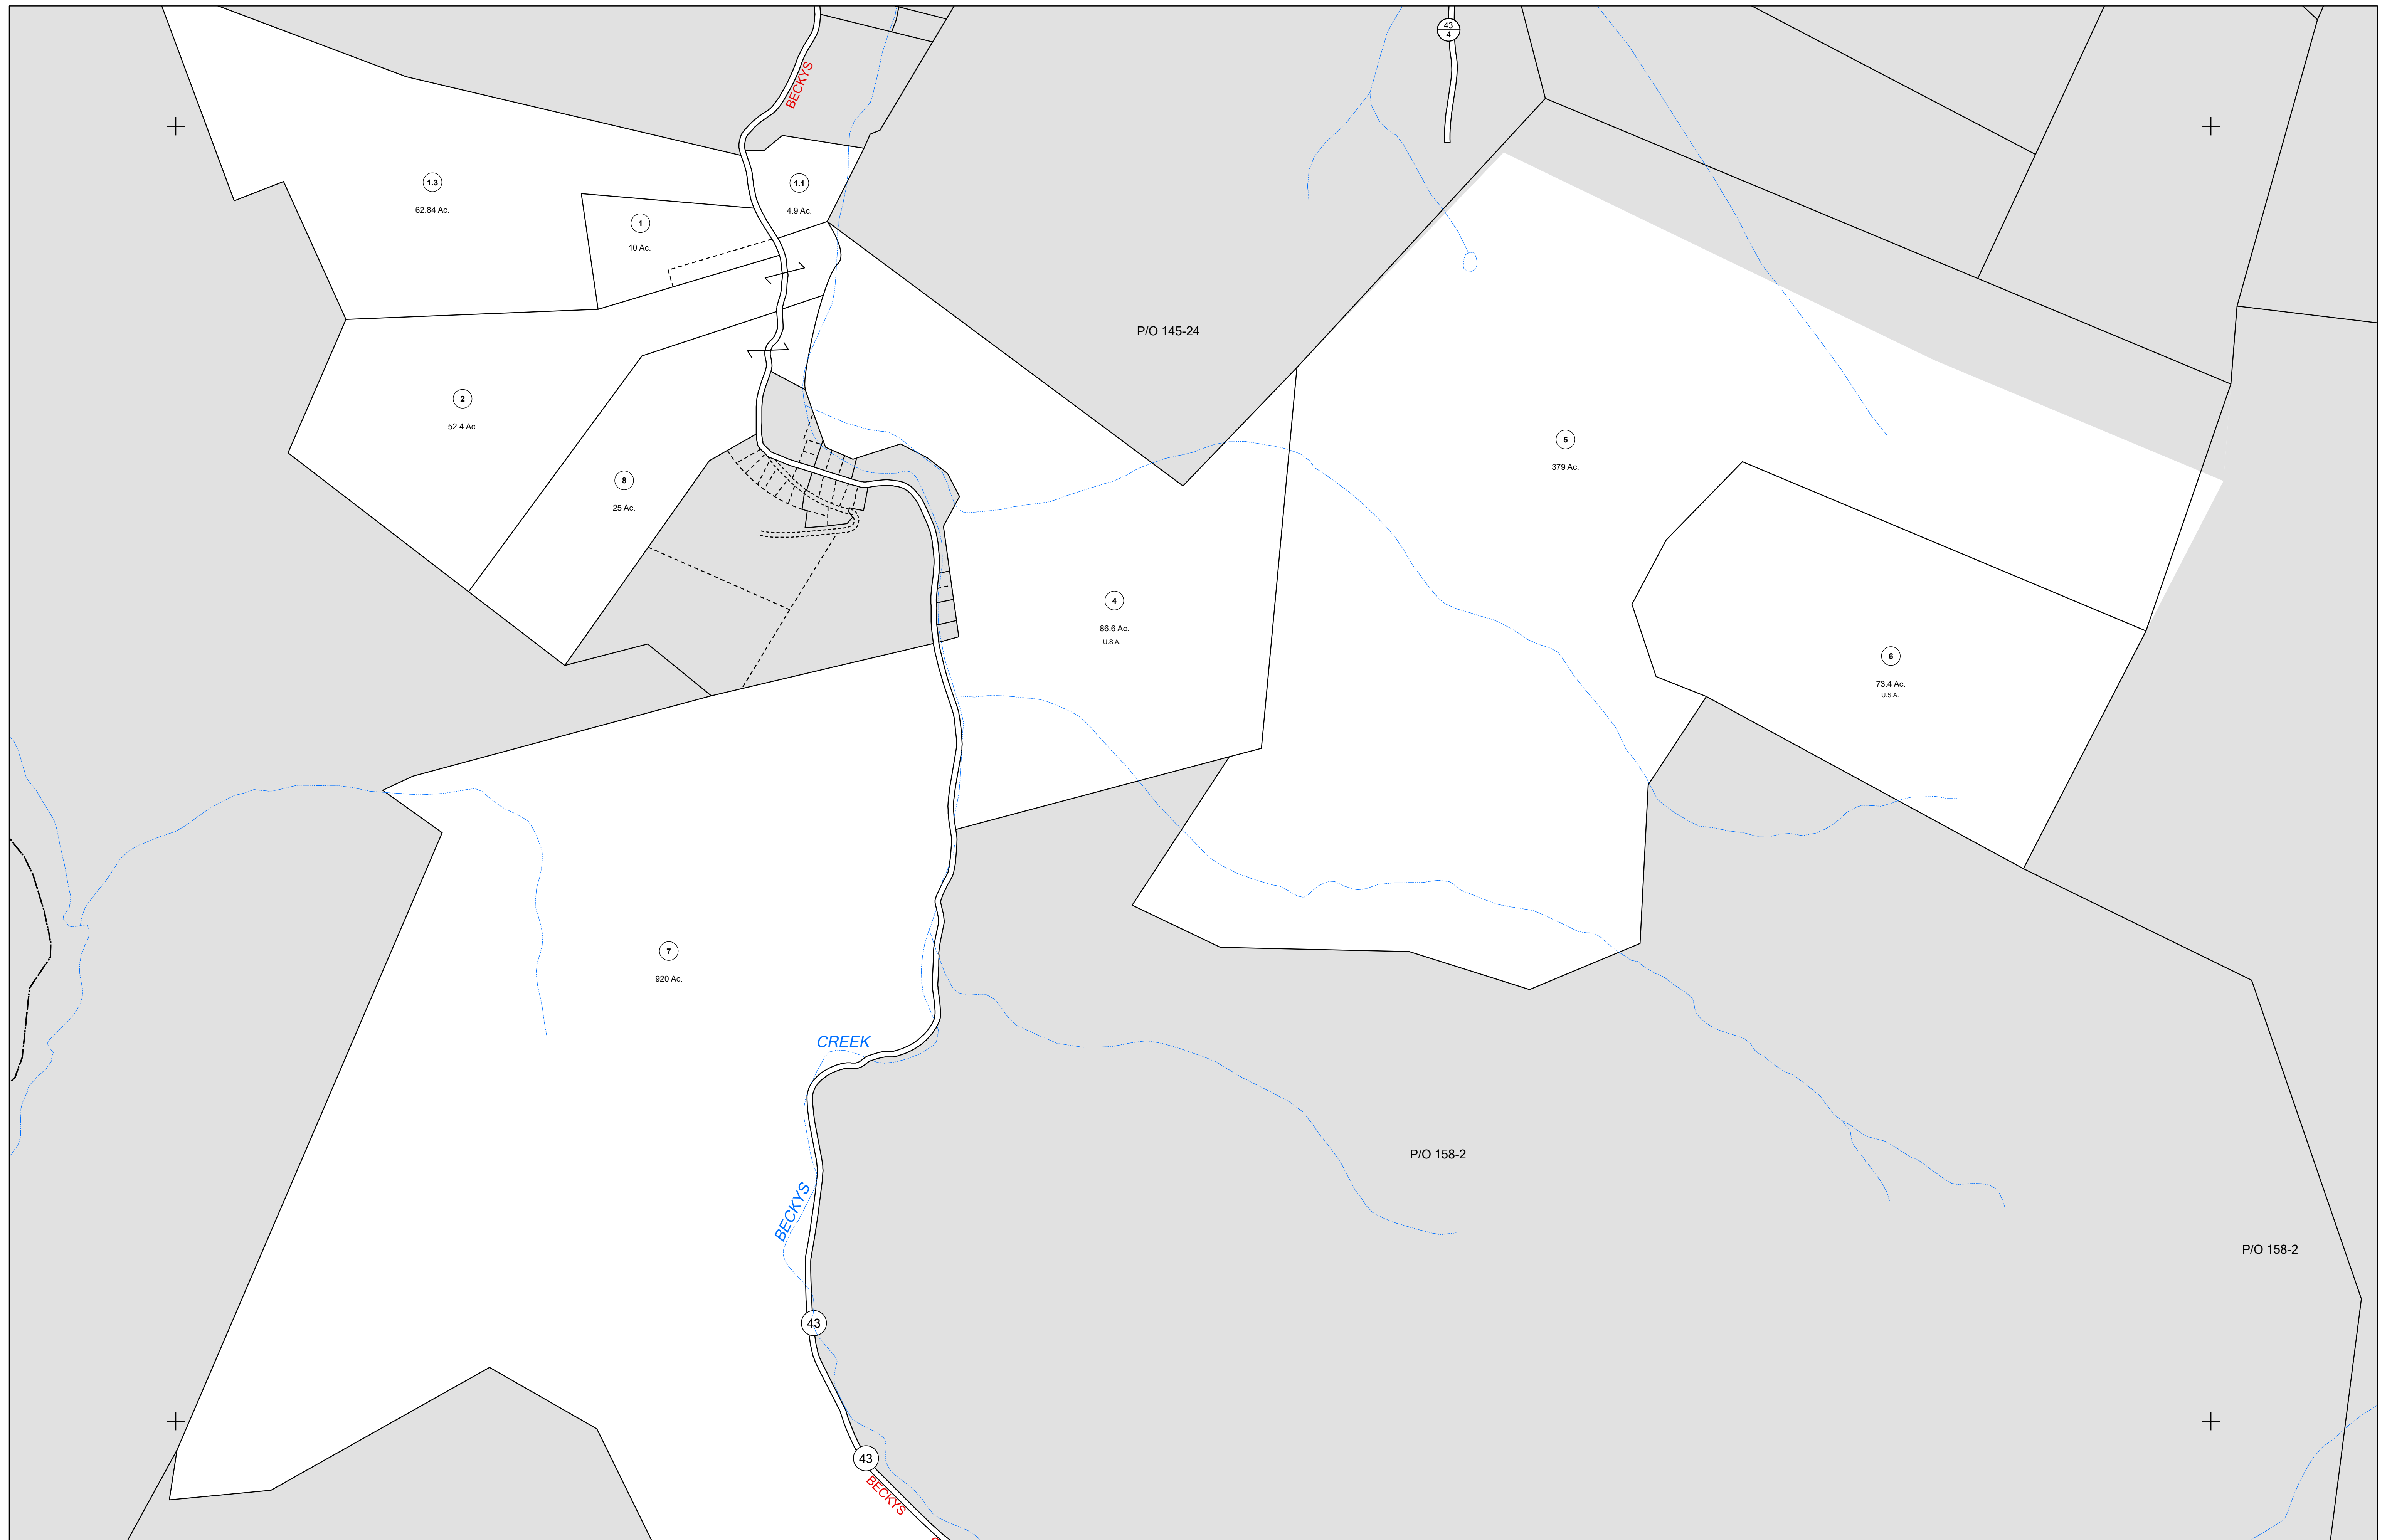 43
4
BECKYS
1.3
62.84 Ac.
1.1
4.9 Ac.
1
10 Ac.
P/O 145-24
2
52.4 Ac.
5
379 Ac.
8
25 Ac.
4
86.6 Ac.
U.S.A.
6
73.4 Ac.
U.S.A.
7
920 Ac.
CREEK
P/O 158-2
BECKYS
P/O 158-2
43
43
BECKYS